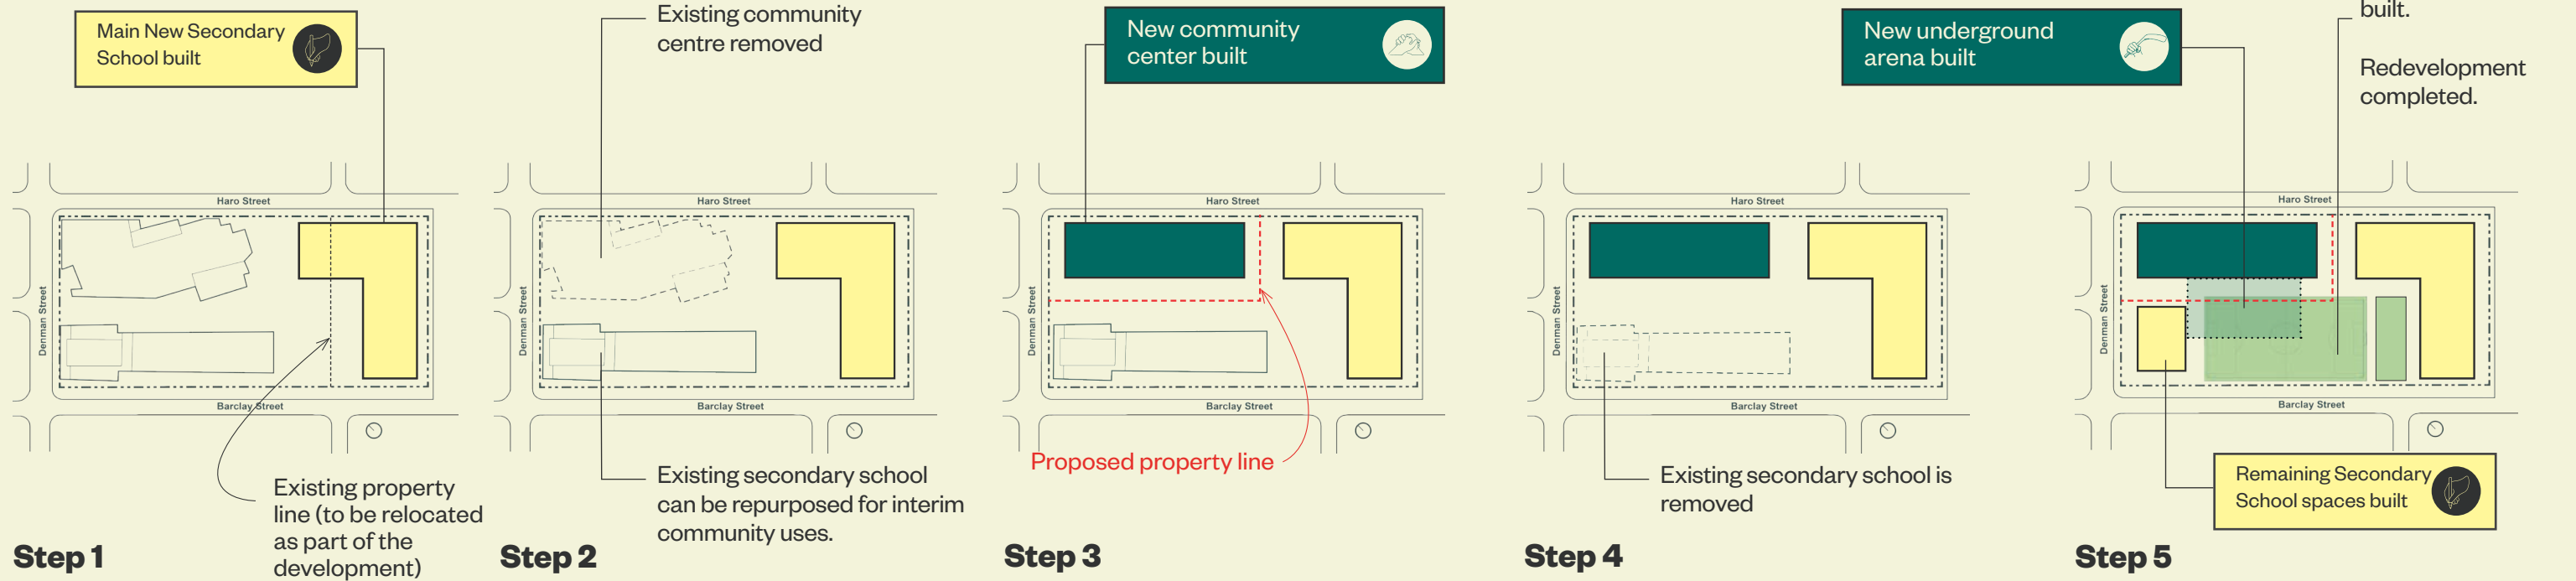 Main New Secondary
School built
Haro Street
Denman Street
Barclay Street
Existing property
line (to be relocated
as part of the
development)
Step 1
Existing community
centre removed
Haro Street
Denman Street
Barclay Street
Existing secondary school
can be repurposed for interim
community uses.
Step 2
New community
center built
Haro Street
Denman Street
Barclay Street
Proposed property line
Step 3
Haro Street
Denman Street
Barclay Street
Existing secondary school is
removed
Step 4
New underground
arena built
built.
Redevelopment
completed.
Haro Street
Denman Street
Barclay Street
Remaining Secondary
School spaces built
Step 5